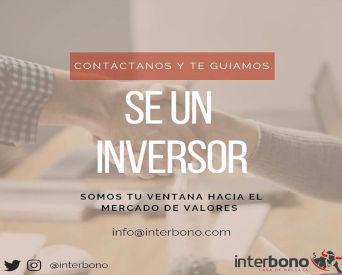 CONTÁCTANOS Y TE GUIAMOS.
SE UN
INVERSOR
SOMOS TU VENTANA HACIA EL
MERCADO DE VALORES
info@interbono.com
@interbono
interbono
CASA DE BOLSA